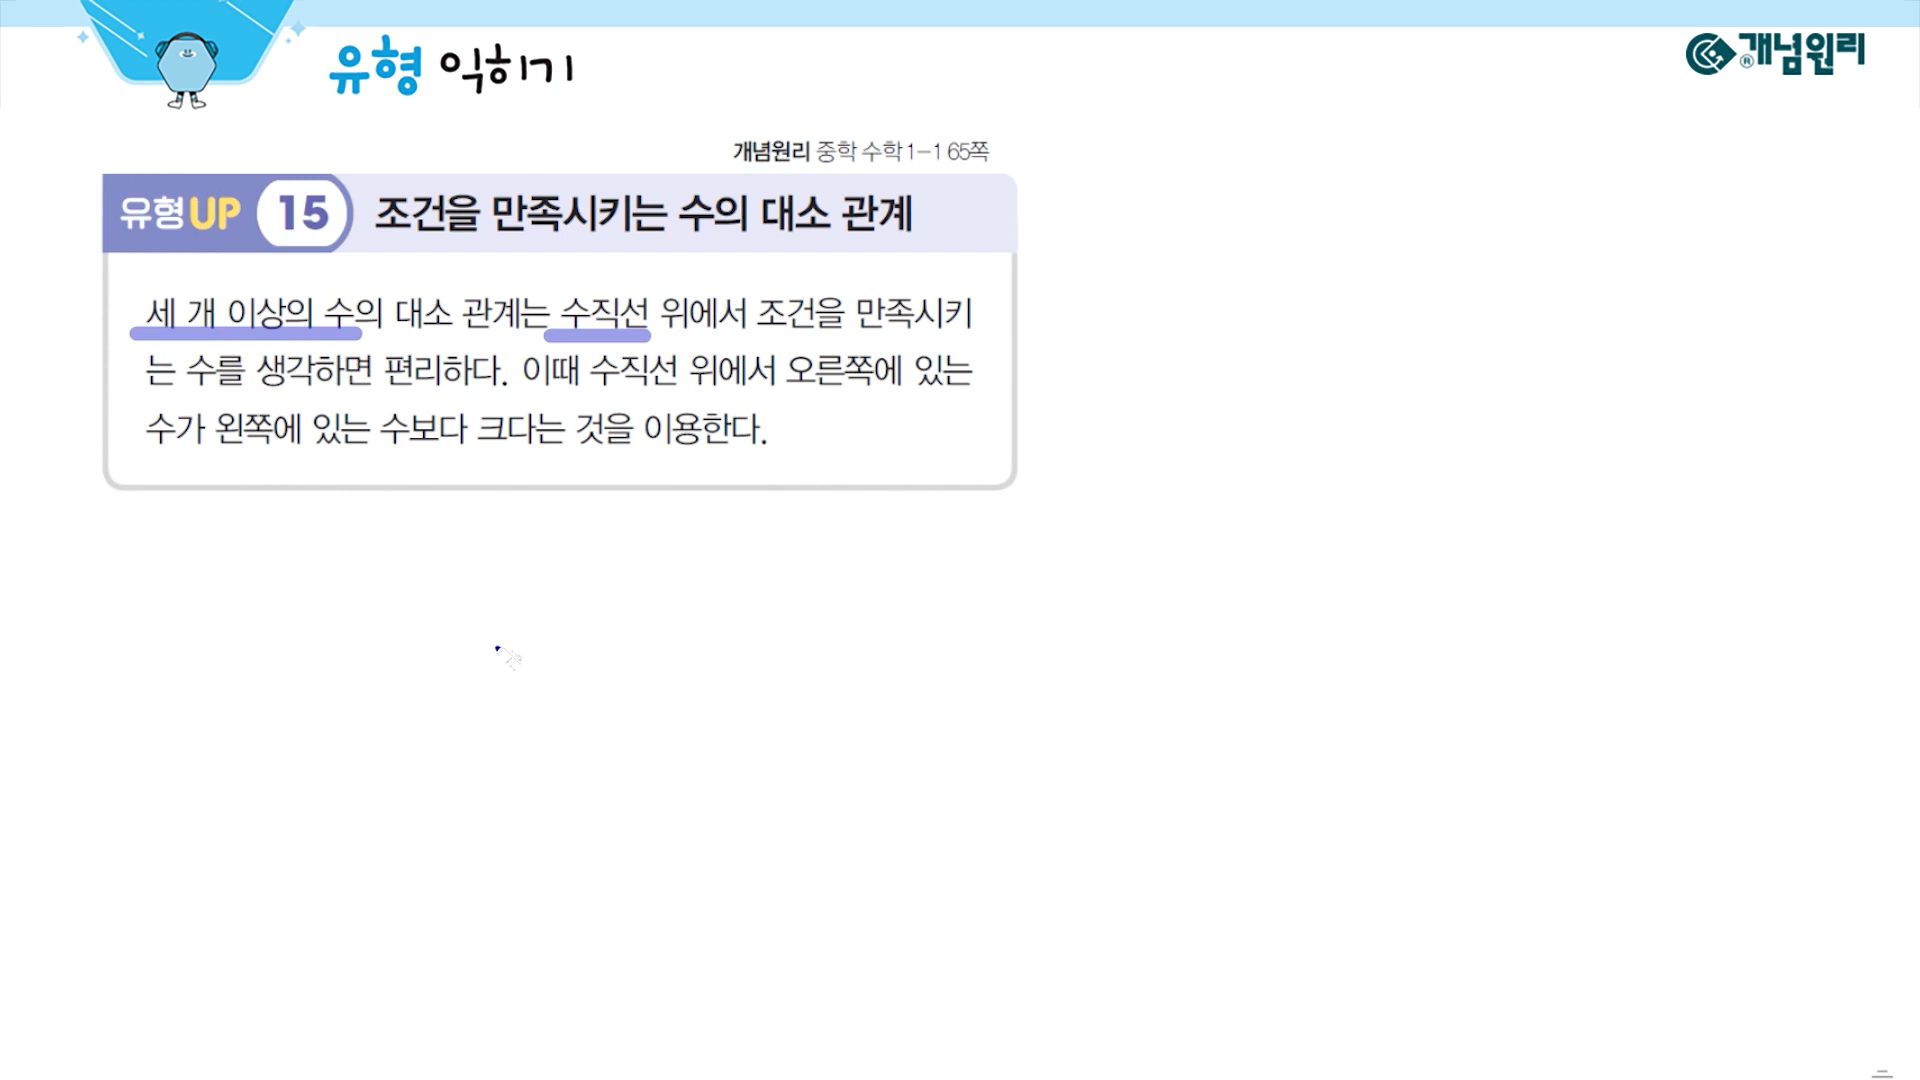 유형 익히기
®개념원리
개념원리 중학 수학 1-1 65쪽
유형UP 15 조건을 만족시키는 수의 대소 관계
세 개 이상의 수의 대소 관계는 수직선 위에서 조건을 만족시키
는 수를 생각하면 편리하다. 이때 수직선 위에서 오른쪽에 있는
수가 왼쪽에 있는 수보다 크다는 것을 이용한다.